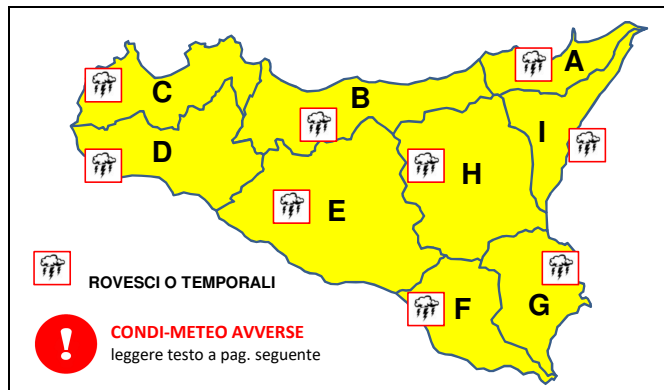 A
B
C
I
D
H
E
F
G
ROVESCI O TEMPORALI
!
CONDI-METEO AVVERSE
leggere testo a pag. seguente